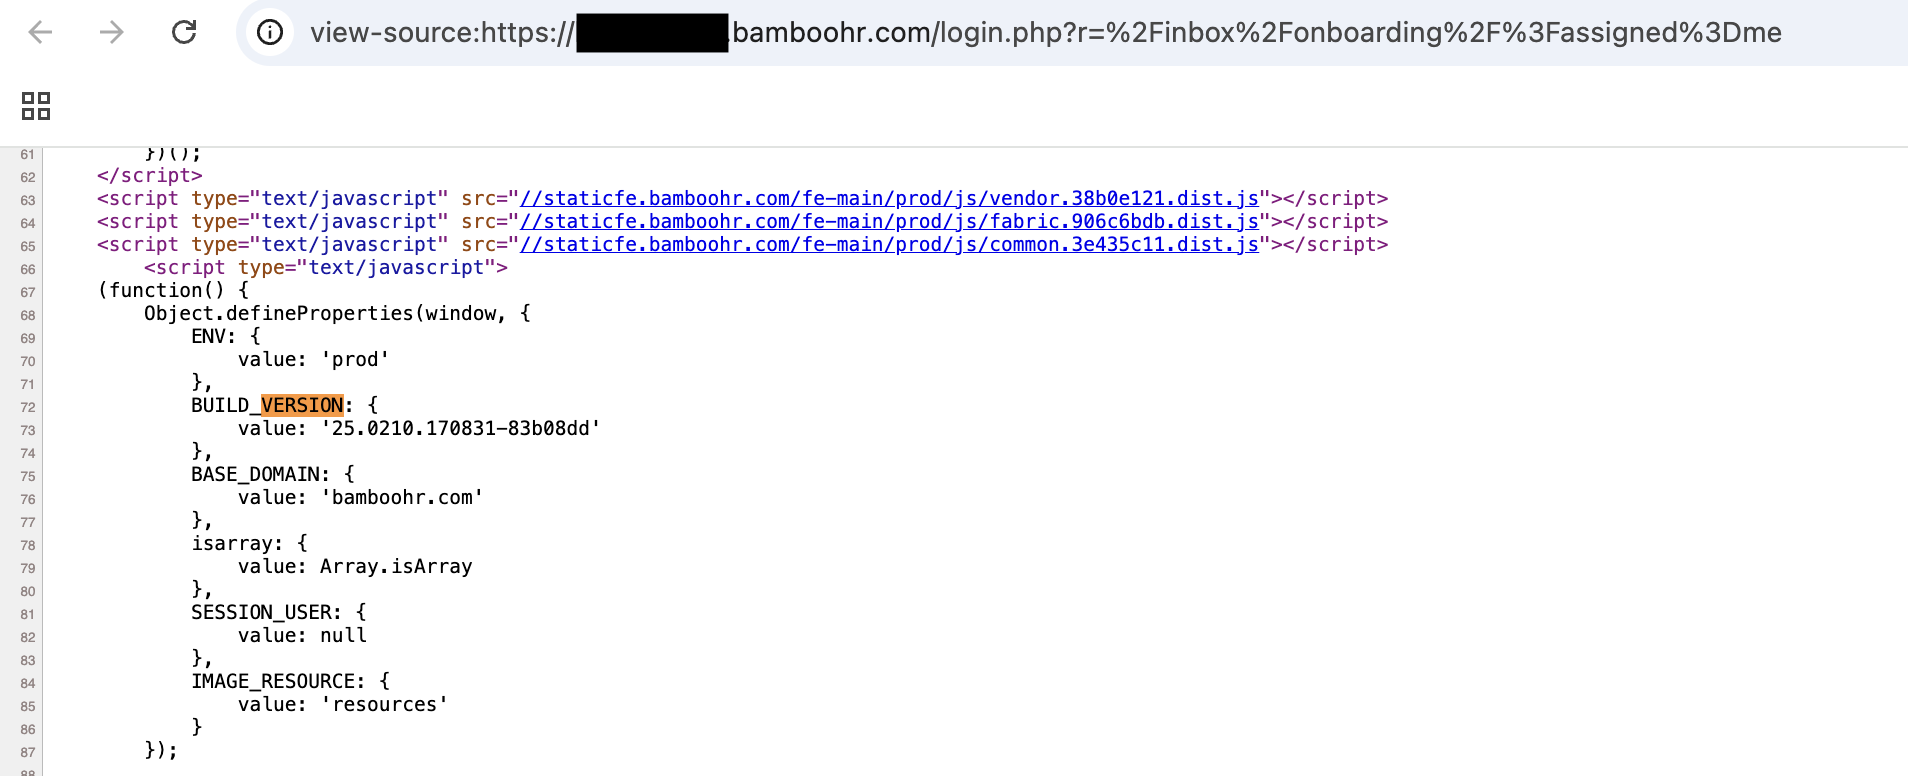 view-source:https://.bamboohr.com/login.php?r=%2Finbox%2Fonboarding%2F%3Fassigned%3Dme
61 })();
62 </script>
63 <script type="text/javascript" src="//staticfe.bamboohr.com/fe-main/prod/js/vendor.38b0e121.dist.js"></script>
64 <script type="text/javascript" src="//staticfe.bamboohr.com/fe-main/prod/js/fabric.906c6bdb.dist.js"></script>
65 <script type="text/javascript" src="//staticfe.bamboohr.com/fe-main/prod/js/common.3e435c11.dist.js"></script>
66 <script type="text/javascript">
67 (function() {
68 Object.defineProperties(window, {
69 ENV: {
70 value: 'prod'
71 },
72 BUILD_VERSION: {
73 value: '25.0210.170831-83b08dd'
74 },
75 BASE_DOMAIN: {
76 value: 'bamboohr.com'
77 },
78 isarray: {
79 value: Array.isArray
80 },
81 SESSION_USER: {
82 value: null
83 },
84 IMAGE_RESOURCE: {
85 value: 'resources'
86 }
87 });
88